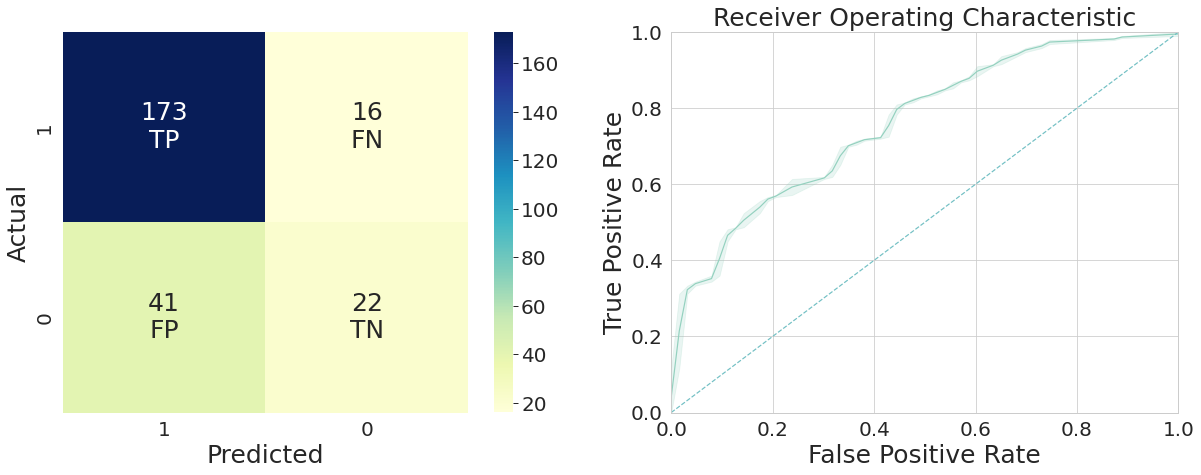 173
TP
16
FN
41
FP
22
TN
1
0
Actual
1
0
Predicted
160
140
120
100
80
60
40
20
Receiver Operating Characteristic
1.0
0.8
0.6
0.4
0.2
0.0
True Positive Rate
0.0 0.2 0.4 0.6 0.8 1.0
False Positive Rate